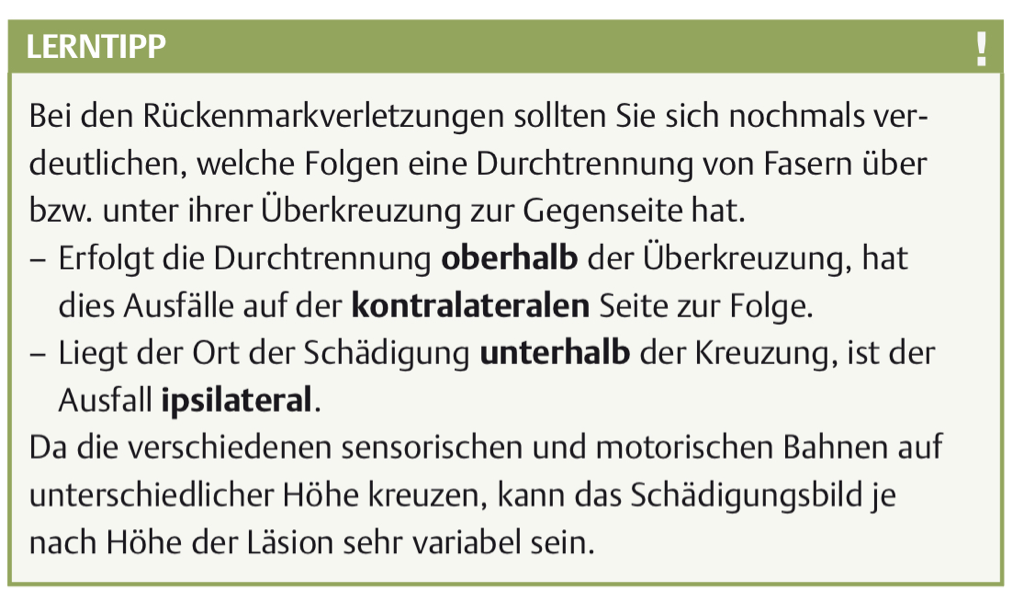 LERNTIPP !
Bei den Rückenmarkverletzungen sollten Sie sich nochmals ver-
deutlichen, welche Folgen eine Durchtrennung von Fasern über
bzw. unter ihrer Überkreuzung zur Gegenseite hat.
– Erfolgt die Durchtrennung oberhalb der Überkreuzung, hat
dies Ausfälle auf der kontralateralen Seite zur Folge.
– Liegt der Ort der Schädigung unterhalb der Kreuzung, ist der
Ausfall ipsilateral.
Da die verschiedenen sensorischen und motorischen Bahnen auf
unterschiedlicher Höhe kreuzen, kann das Schädigungsbild je
nach Höhe der Läsion sehr variabel sein.